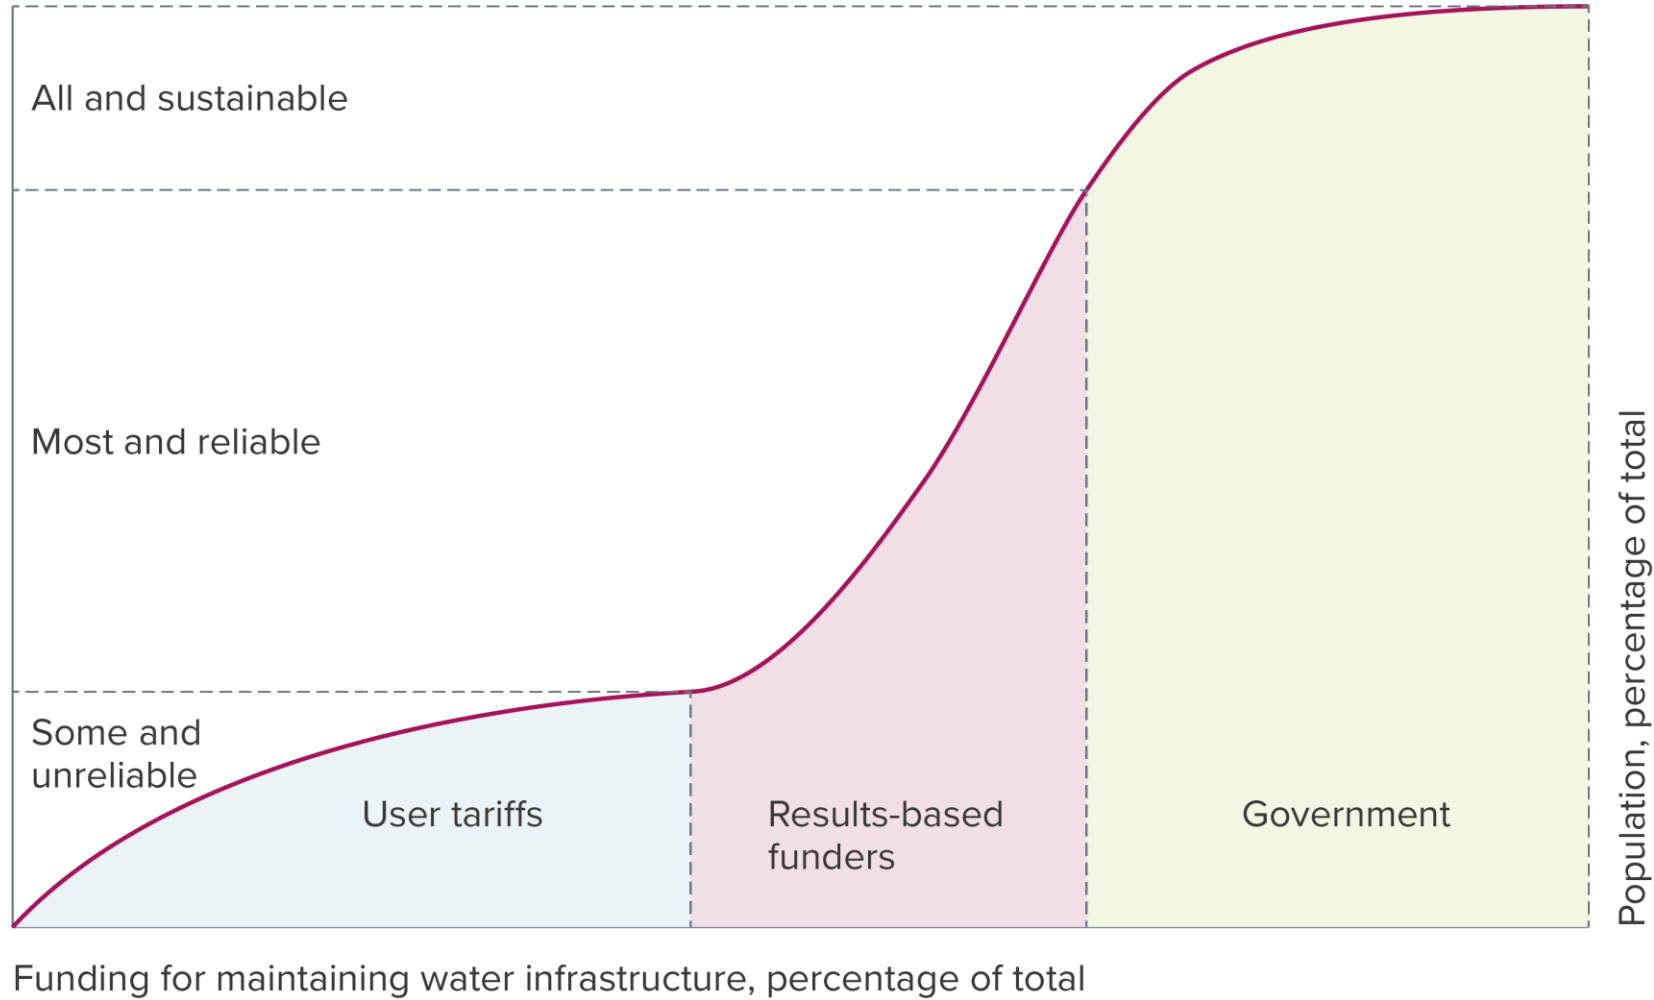 All and sustainable
Most and reliable
Some and
unreliable
User tariffs
Results-based
funders
Government
Population, percentage of total
Funding for maintaining water infrastructure, percentage of total